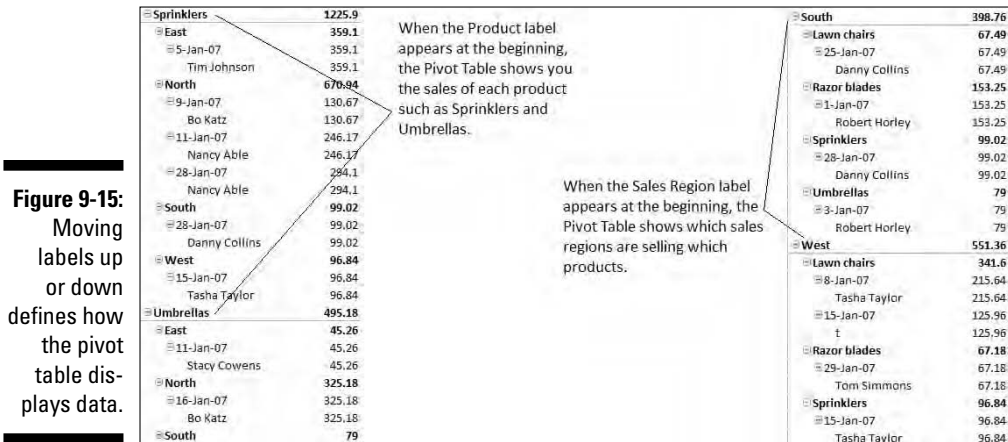 Figure 9-15:
Moving
labels up
or down
defines how
the pivot
table dis-
plays data.
Sprinklers 1225.9
East 359.1
5-Jan-07 359.1
Tim Johnson 359.1
North 670.94
9-Jan-07 130.67
Bo Katz 130.67
11-Jan-07 246.17
Nancy Able 246.17
28-Jan-07 294.1
Nancy Able 294.1
South 99.02
28-Jan-07 99.02
Danny Collins 99.02
West 96.84
15-Jan-07 96.84
Tasha Taylor 96.84
Umbrellas 495.18
East 45.26
11-Jan-07 45.26
Stacy Cowens 45.26
North 325.18
16-Jan-07 325.18
Bo Katz 325.18
South 79
When the Product label
appears at the beginning,
the Pivot Table shows you
the sales of each product
such as Sprinklers and
Umbrellas.
When the Sales Region label
appears at the beginning, the
Pivot Table shows which sales
regions are selling which
products.
South 398.76
Lawn chairs 67.49
25-Jan-07 67.49
Danny Collins 67.49
Razor blades 153.25
1-Jan-07 153.25
Robert Horley 153.25
Sprinklers 99.02
28-Jan-07 99.02
Danny Collins 99.02
Umbrellas 79
3-Jan-07 79
Robert Horley 79
West 551.36
Lawn chairs 341.6
8-Jan-07 215.64
Tasha Taylor 215.64
15-Jan-07 125.96
t 125.96
Razor blades 67.18
29-Jan-07 67.18
Tom Simmons 67.18
Sprinklers 96.84
15-Jan-07 96.84
Tasha Taylor 96.84